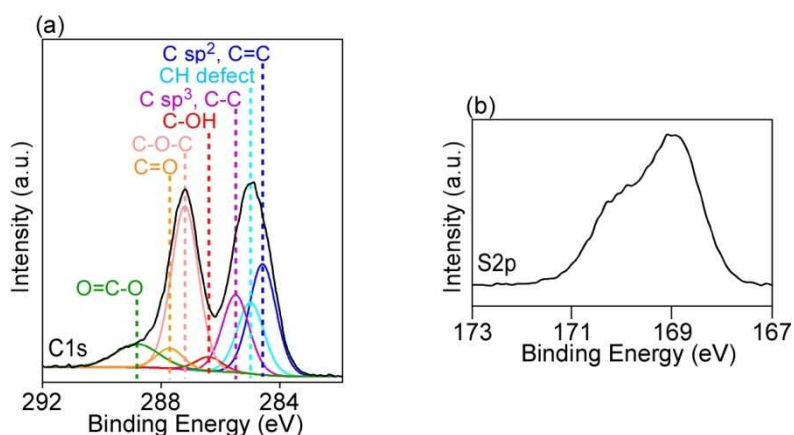 (a)
C sp², C=C
CH defect
C sp³, C-C
C-OH
C-O-C
C=O
O=C-O
C1s
Intensity (a.u.)
292 288 284
Binding Energy (eV)
(b)
Intensity (a.u.)
S2p
173 171 169 167
Binding Energy (eV)